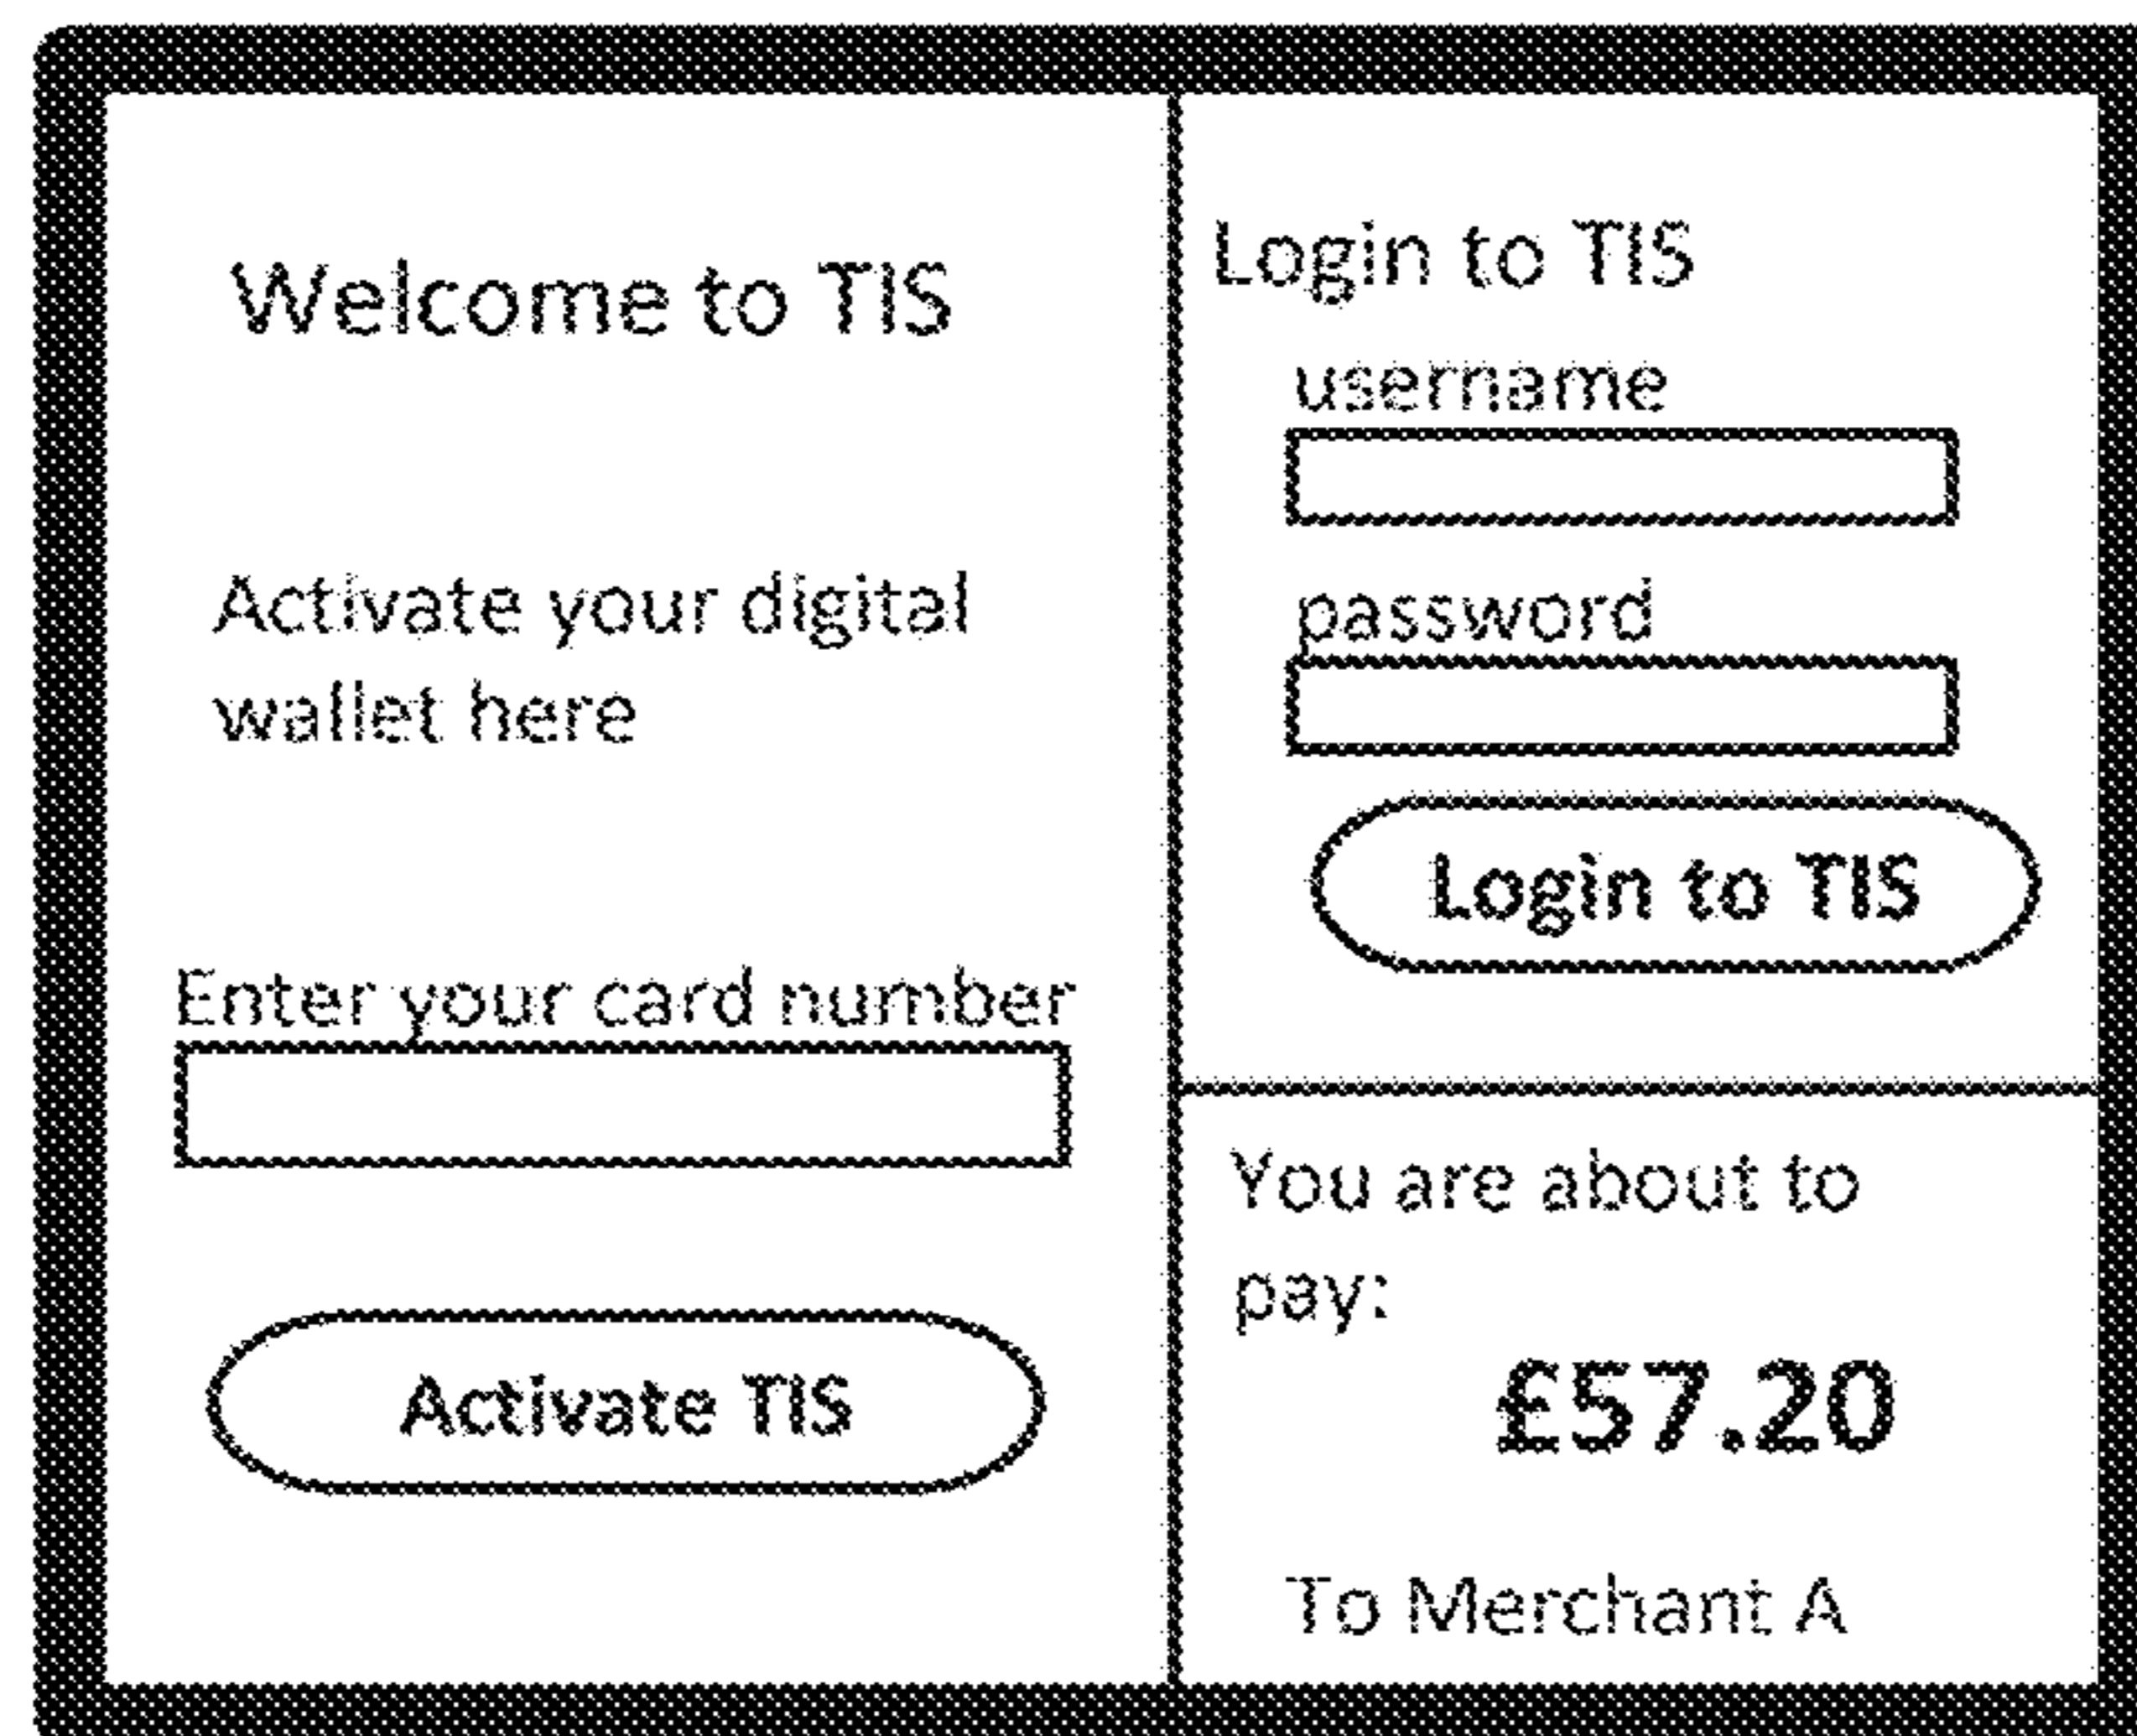 Welcome to TIS
Activate your digital
wallet here
Enter your card number
Activate TIS
Login to TIS
username
password
Login to TIS
You are about to
pay:
£57.20
To Merchant A